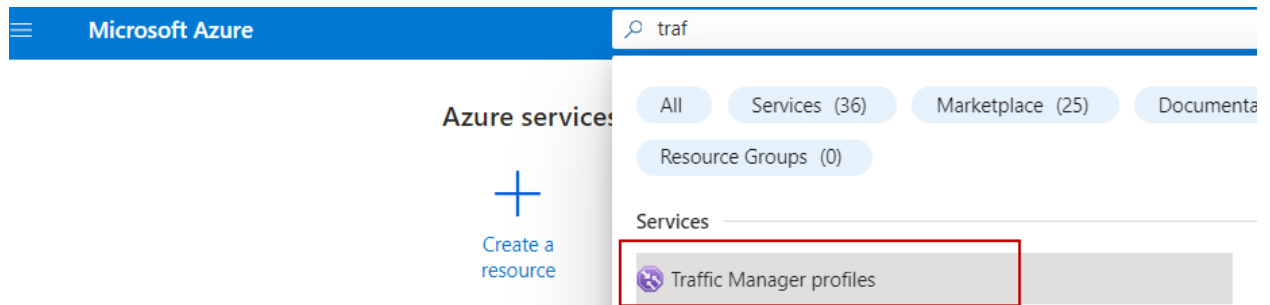 Microsoft Azure
traf
All
Services (36)
Marketplace (25)
Documenta
Resource Groups (0)
Azure services
Create a
resource
Services
Traffic Manager profiles